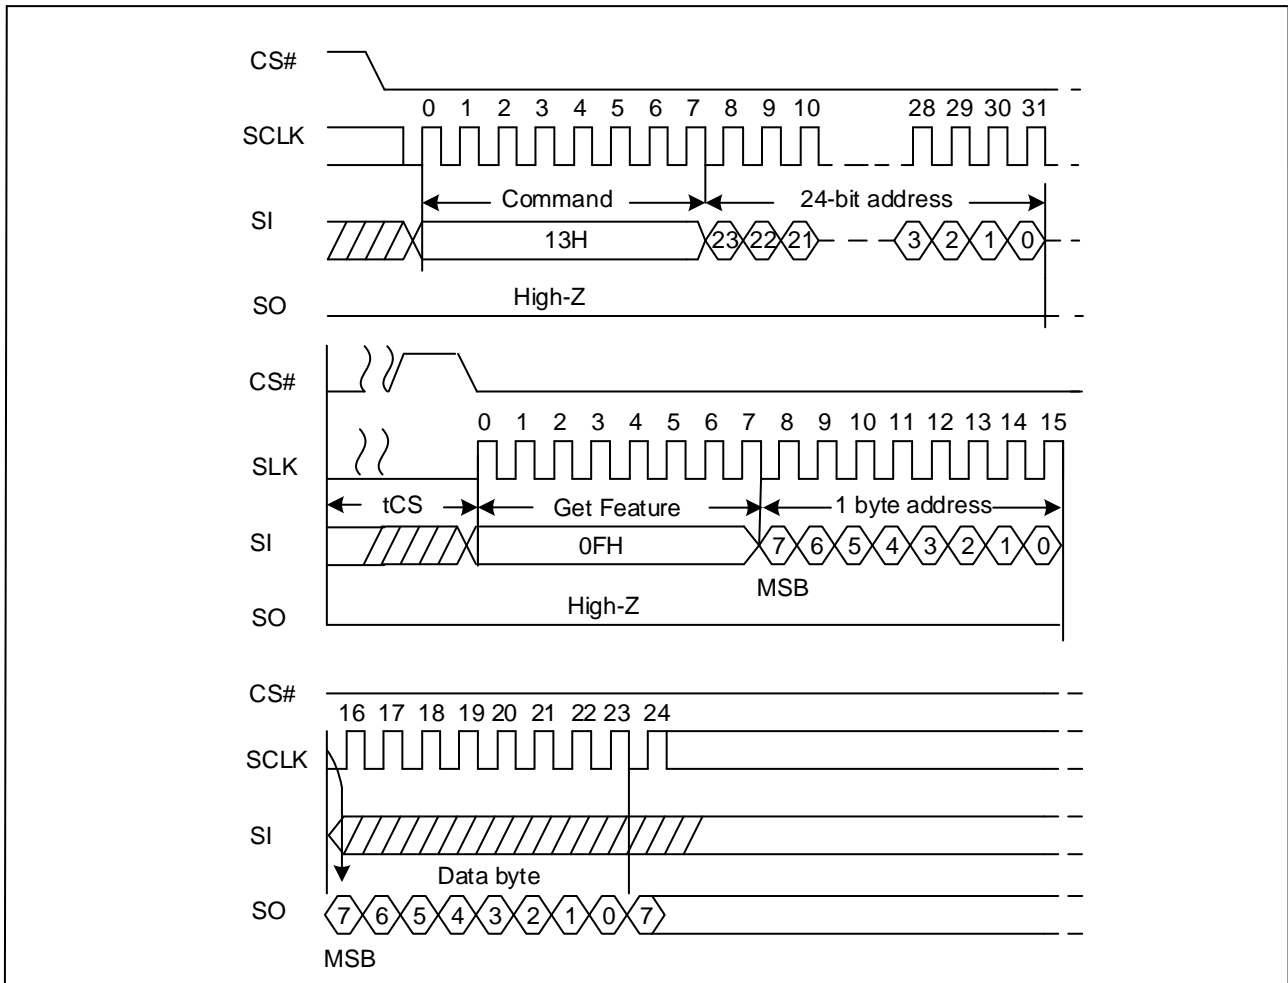 CS#
0 1 2 3 4 5 6 7 8 9 10 28 29 30 31
SCLK
Command 24-bit address
SI
13H 23 22 21 3 2 1 0
High-Z
SO
CS#
0 1 2 3 4 5 6 7 8 9 10 11 12 13 14 15
SLK
tCS Get Feature 1 byte address
SI 0FH 7 6 5 4 3 2 1 0
MSB
High-Z
SO
CS#
16 17 18 19 20 21 22 23 24
SCLK
SI
Data byte
SO 7 6 5 4 3 2 1 0 7
MSB